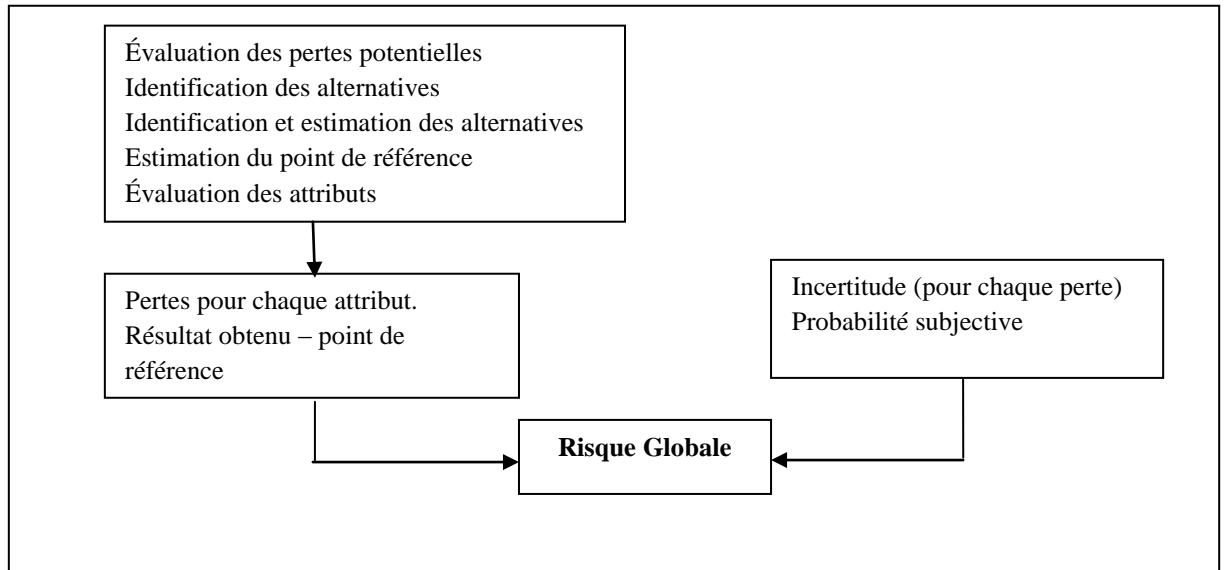 Évaluation des pertes potentielles
Identification des alternatives
Identification et estimation des alternatives
Estimation du point de référence
Évaluation des attributs
Pertes pour chaque attribut.
Résultat obtenu – point de
référence
Incertitude (pour chaque perte)
Probabilité subjective
Risque Globale